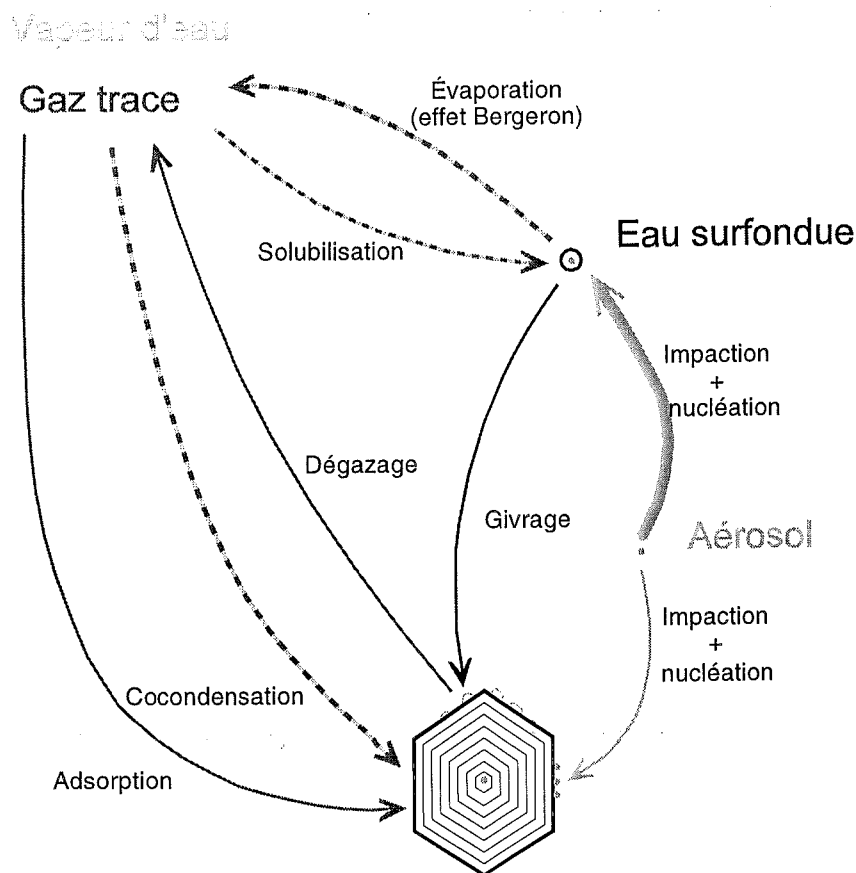 Vapeur d'eau
Gaz trace
Évaporation
(effet Bergeron)
Solubilisation
Eau surfondue
Impaction
+
nucléation
Dégazage
Givrage
Aérosol
Impaction
+
nucléation
Cocondensation
Adsorption